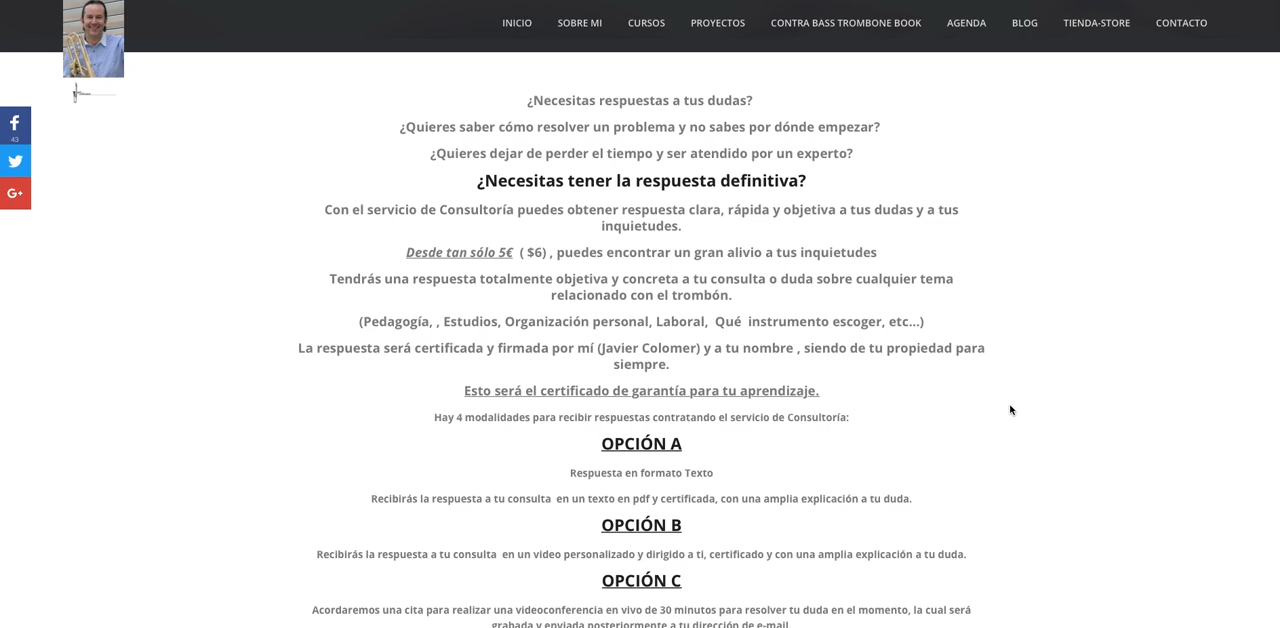 INICIO SOBRE MI CURSOS PROYECTOS CONTRA BASS TROMBONE BOOK AGENDA BLOG TIENDA-STORE CONTACTO
43
¿Necesitas respuestas a tus dudas?
¿Quieres saber cómo resolver un problema y no sabes por dónde empezar?
¿Quieres dejar de perder el tiempo y ser atendido por un experto?
¿Necesitas tener la respuesta definitiva?
Con el servicio de Consultoría puedes obtener respuesta clara, rápida y objetiva a tus dudas y a tus
inquietudes.
Desde tan sólo 5€ ( $6) , puedes encontrar un gran alivio a tus inquietudes
Tendrás una respuesta totalmente objetiva y concreta a tu consulta o duda sobre cualquier tema
relacionado con el trombón.
(Pedagogía, , Estudios, Organización personal, Laboral, Qué instrumento escoger, etc...)
La respuesta será certificada y firmada por mí (Javier Colomer) y a tu nombre , siendo de tu propiedad para
siempre.
Esto será el certificado de garantía para tu aprendizaje.
Hay 4 modalidades para recibir respuestas contratando el servicio de Consultoría:
OPCIÓN A
Respuesta en formato Texto
Recibirás la respuesta a tu consulta en un texto en pdf y certificada, con una amplia explicación a tu duda.
OPCIÓN B
Recibirás la respuesta a tu consulta en un video personalizado y dirigido a ti, certificado y con una amplia explicación a tu duda.
OPCIÓN C
Acordaremos una cita para realizar una videoconferencia en vivo de 30 minutos para resolver tu duda en el momento, la cual será
grabada y enviada posteriormente a tu dirección de e-mail.